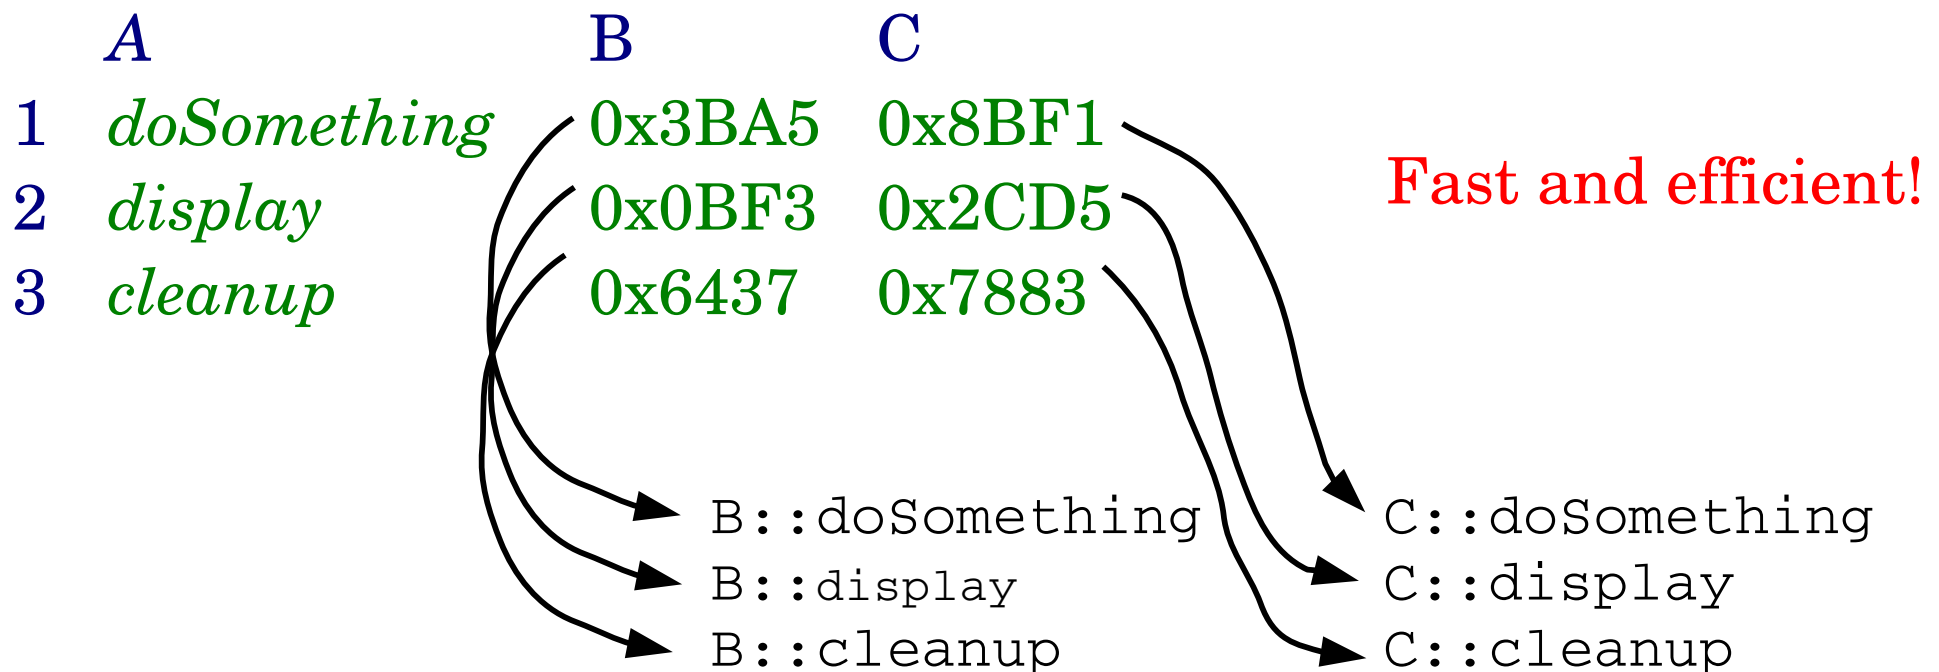 A B C
1 doSomething 0x3BA5 0x8BF1
Fast and efficient!
2 display 0x0BF3 0x2CD5
3 cleanup 0x6437 0x7883
B::doSomething C::doSomething
B::display C::display
B::cleanup C::cleanup